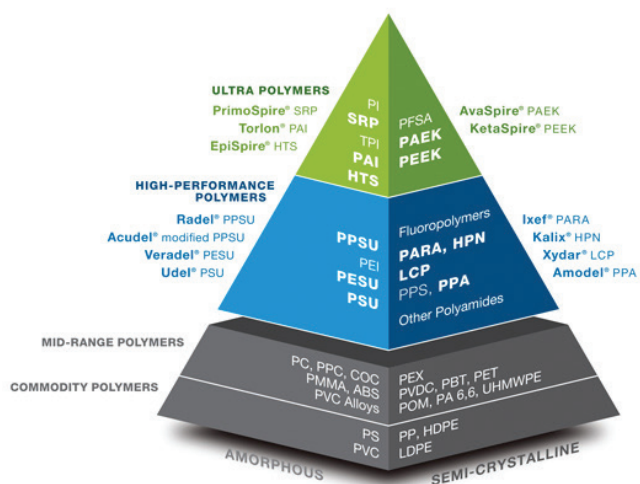 ULTRA POLYMERS
PrimoSpire® SRP
Torlon® PAI
EpiSpire® HTS
PI
SRP
TPI
PAI
HTS
PFSA
PAEK
PEEK
AvaSpire® PAEK
KetaSpire® PEEK
HIGH-PERFORMANCE
POLYMERS
Radel® PPSU
Acudel® modified PPSU
Veradel® PESU
Udel® PSU
PPSU
PEI
PESU
PSU
Fluoropolymers
PARA, HPN
LCP
PPS, PPA
Other Polyamides
Ixef® PARA
Kalix® HPN
Xydar® LCP
Amodel® PPA
MID-RANGE POLYMERS
PC, PPC, COC
PMMA, ABS
PVC Alloys
PEX
PVDC, PBT, PET
POM, PA 6,6, UHMWPE
COMMODITY POLYMERS
PS
PVC
PP, HDPE
LDPE
AMORPHOUS
SEMI-CRYSTALLINE